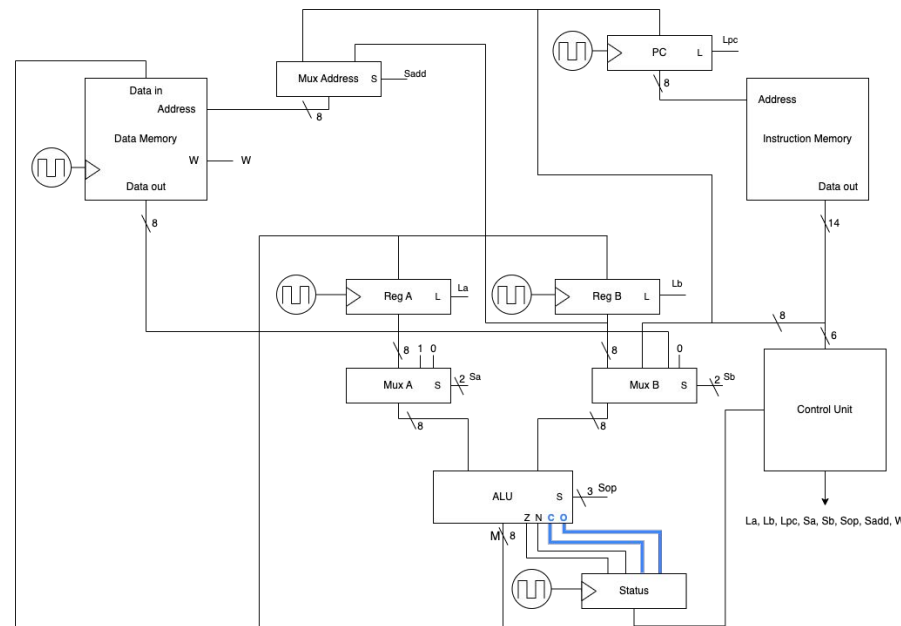 Lpc
PC L
8
Mux Address S Sadd
8
Data in
Address
Data Memory
W W
Data out
8
Address
Instruction Memory
Data out
14
La
Reg A L
Lb
Reg B L
8
6
8 1 0
Mux A S 2 Sa
8
8 0
Mux B S 2 Sb
8
Control Unit
La, Lb, Lpc, Sa, Sb, Sop, Sadd, W
ALU S 3 Sop
Z N C O
M 8
Status